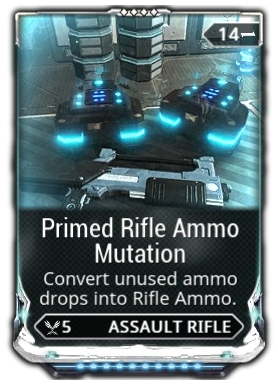 14
Primed Rifle Ammo
Mutation
Convert unused ammo
drops into Rifle Ammo.
5 ASSAULT RIFLE